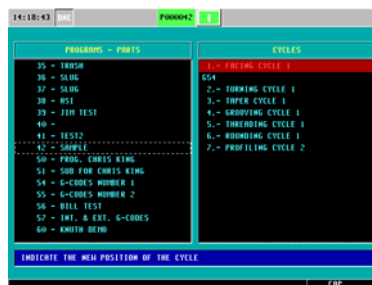 14:18:43 DNC P000042
PROGRAMS - PARTS
35 - TRASH
36 - SLUG
37 - SLUG
38 - ASI
39 - JIM TEST
40 -
41 - TEST2
42 - SAMPLE
50 - PROG. CHRIS KING
51 - SUB FOR CHRIS KING
54 - G-CODES NUMBER 1
55 - G-CODES NUMBER 2
56 - BILL TEST
57 - INT. & EXT. G-CODES
60 - KNUTH DEMO
CYCLES
1.- FACING CYCLE 1
G54
2.- TURNING CYCLE 1
3.- TAPER CYCLE 1
4.- GROOVING CYCLE 1
5.- THREADING CYCLE 1
6.- ROUNDING CYCLE 1
7.- PROFILING CYCLE 2
INDICATE THE NEW POSITION OF THE CYCLE
CAP